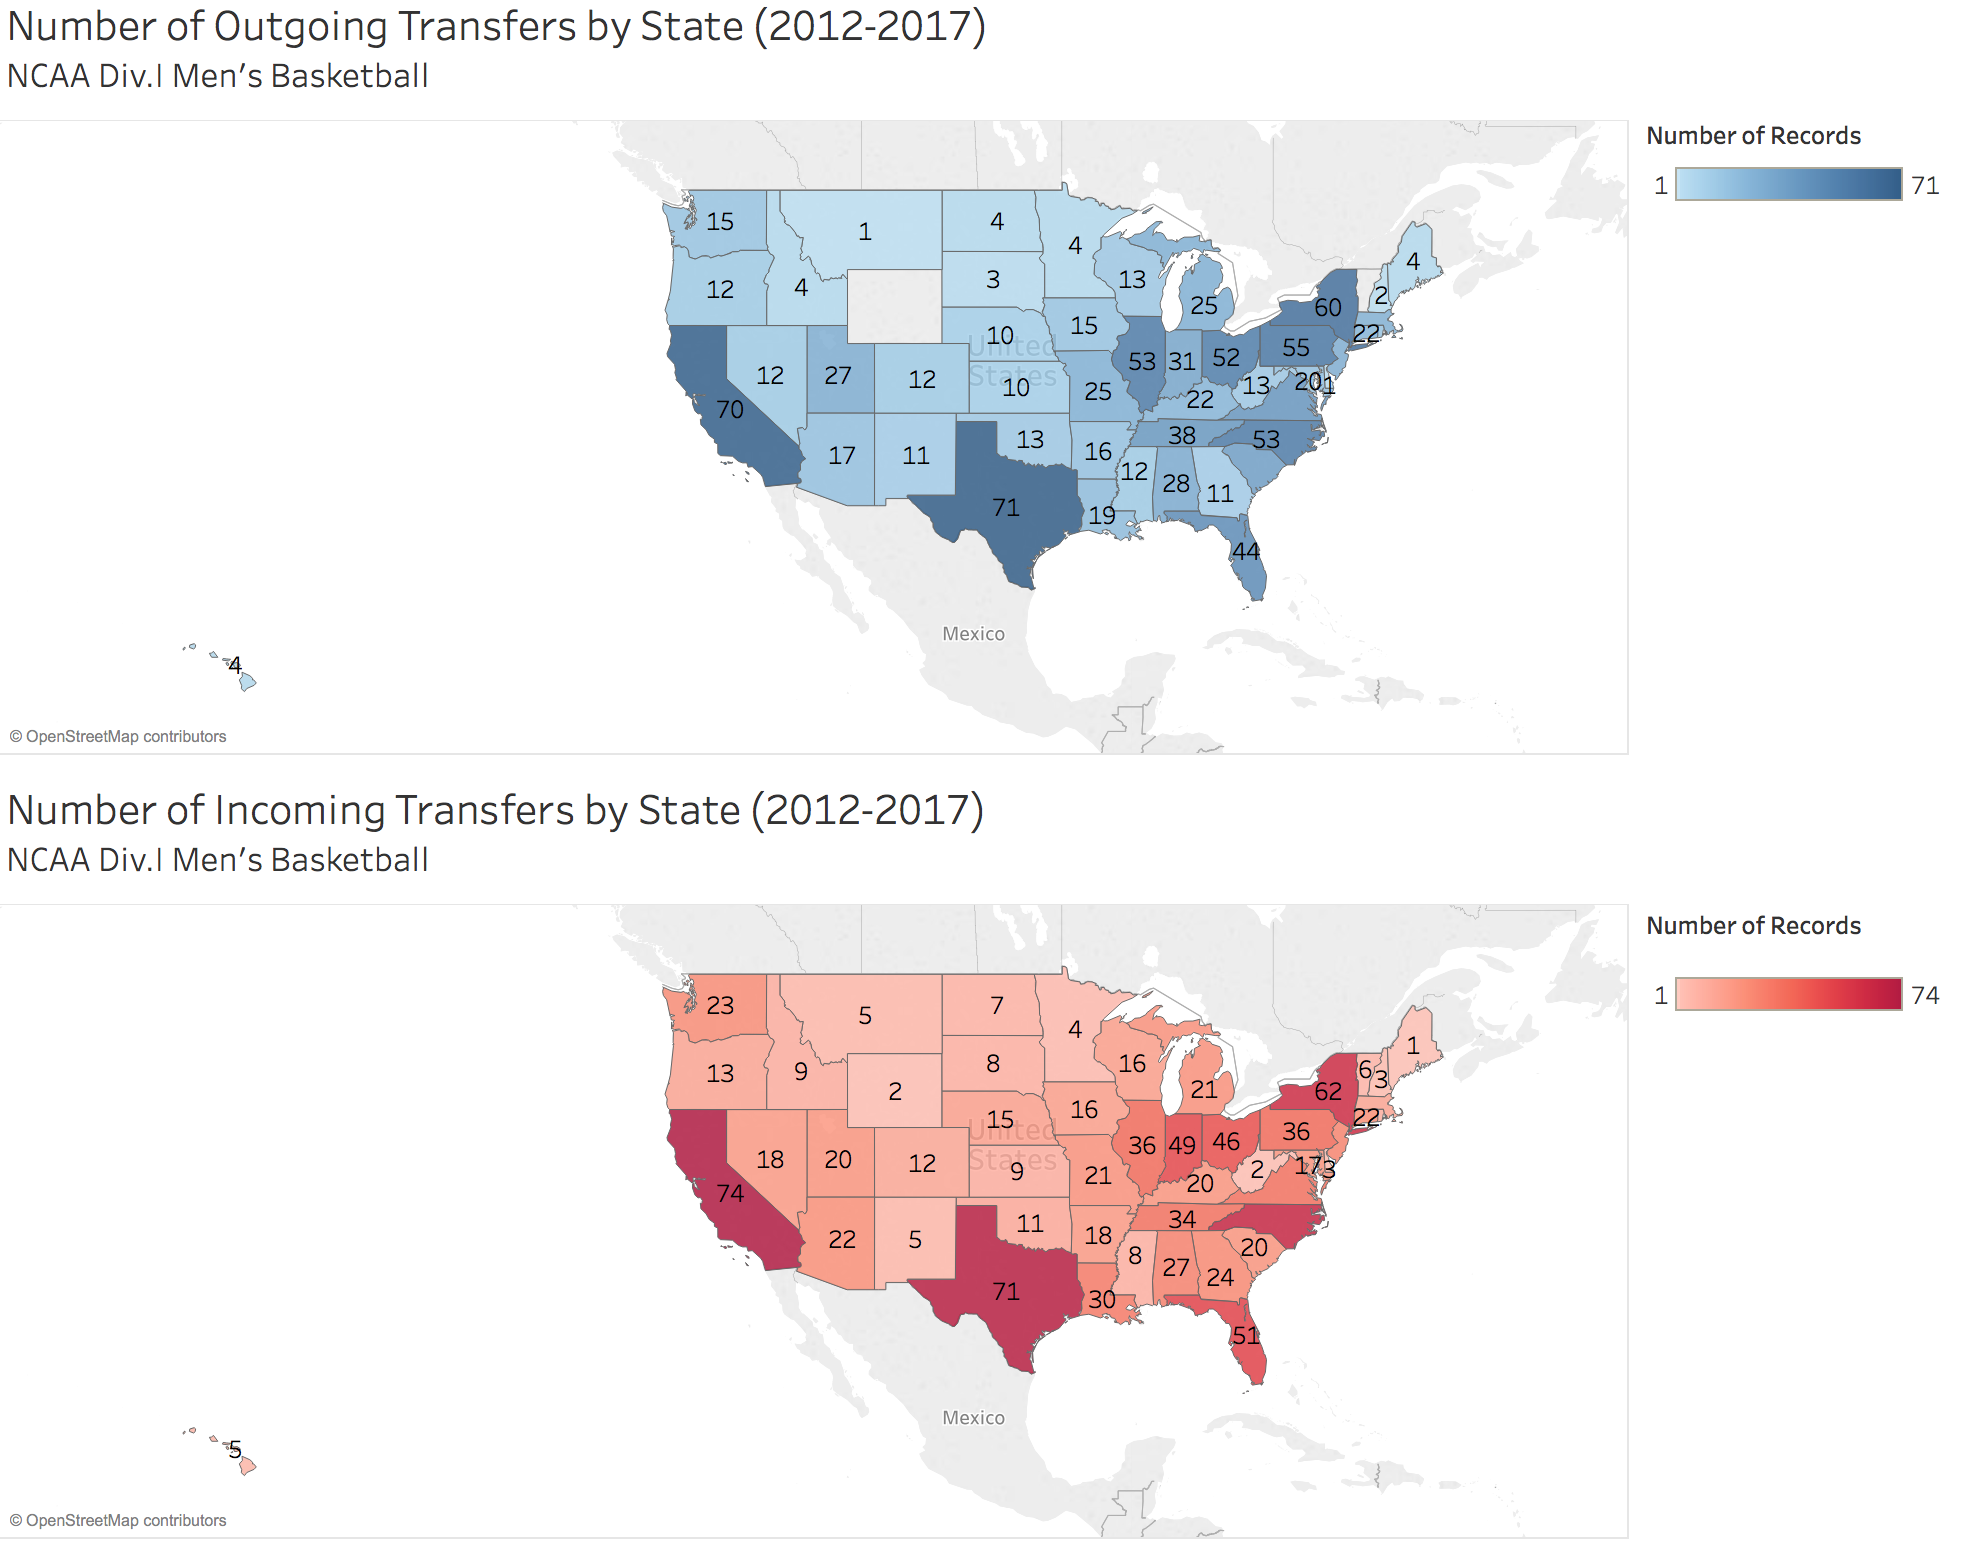 Number of Outgoing Transfers by State (2012-2017)
NCAA Div.I Men's Basketball
Number of Records
1 71
15 1 4 4 4
12 4 3 13 25 2 60
10 15 22
United
12 27 12 States 10 25 53 31 52 55
13 20 1
70 22
17 11 13 16 38 53
12 28 11
71 19
44
Mexico
4
© OpenStreetMap contributors
Number of Incoming Transfers by State (2012-2017)
NCAA Div.I Men's Basketball
Number of Records
1 74
23 5 7 4 1
13 9 2 8 16 21 6 3 62
15 16 22
United
18 20 12 States 9 21 36 49 46 36
2 17 3
74 20
22 5 11 18 34 20
8 27 24
71 30
51
Mexico
5
© OpenStreetMap contributors